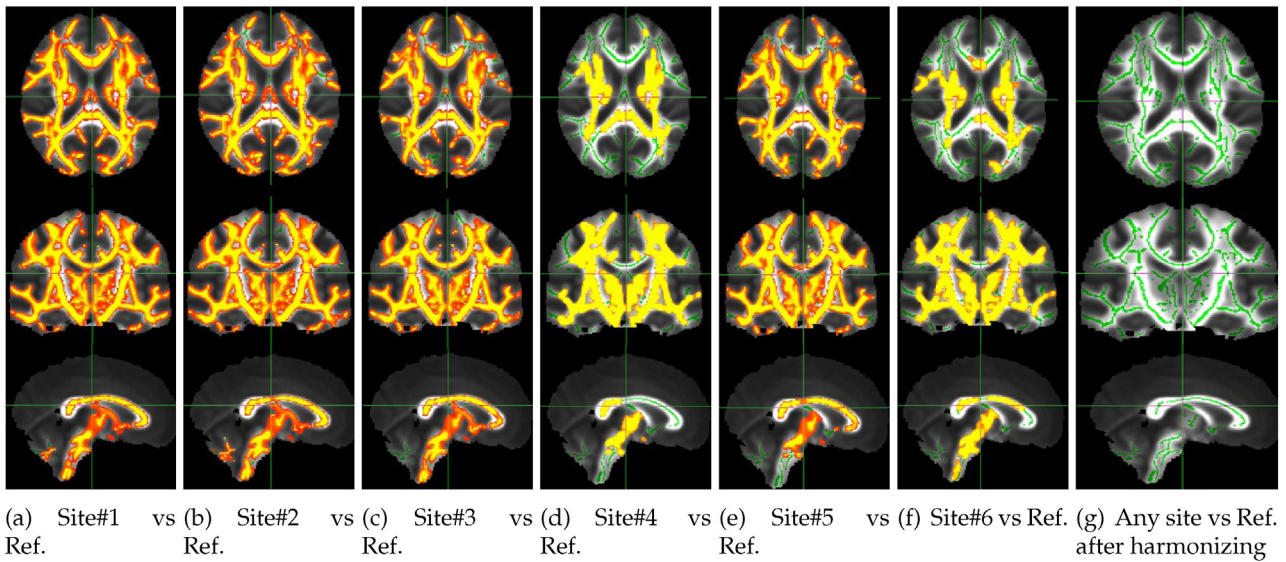 (a) Site#1 vs Ref.
(b) Site#2 vs Ref.
(c) Site#3 vs Ref.
(d) Site#4 vs Ref.
(e) Site#5 vs Ref.
(f) Site#6 vs Ref.
(g) Any site vs Ref.
after harmonizing